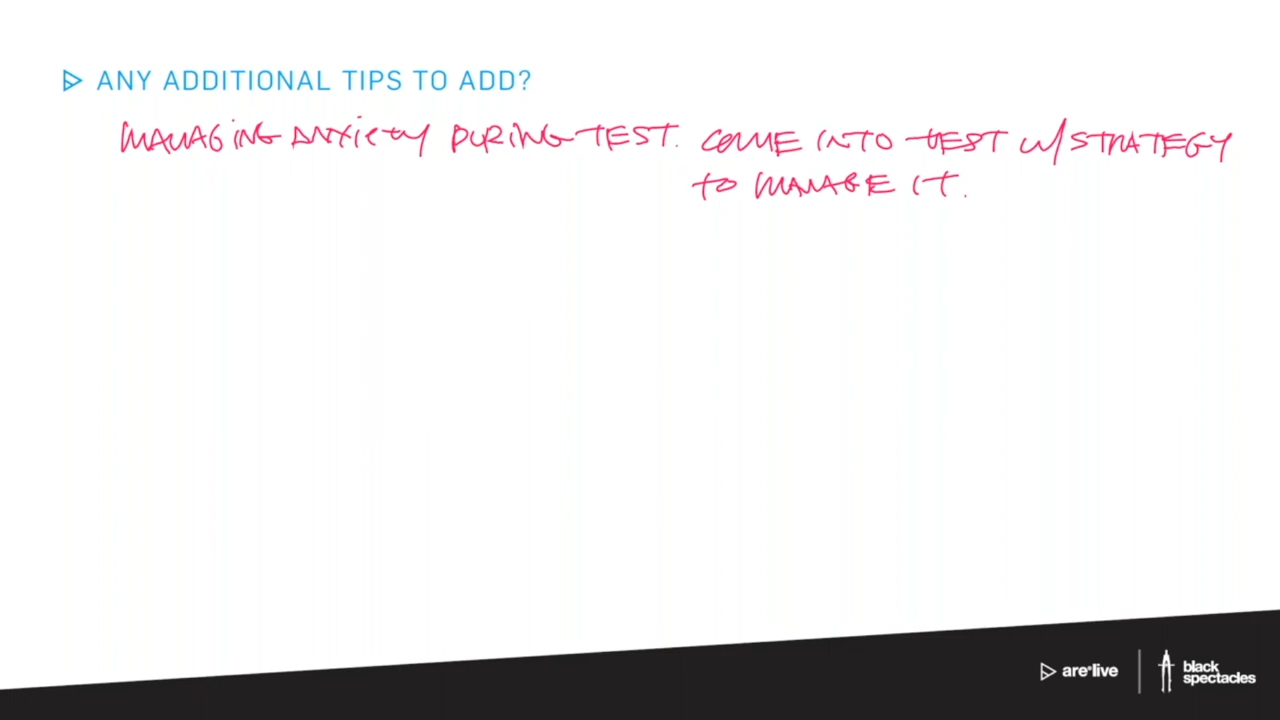 ANY ADDITIONAL TIPS TO ADD?
MANAGING ANXIETY DURING TEST. COME INTO TEST W/STRATEGY
TO MANAGE IT.
are®live
black
spectacles